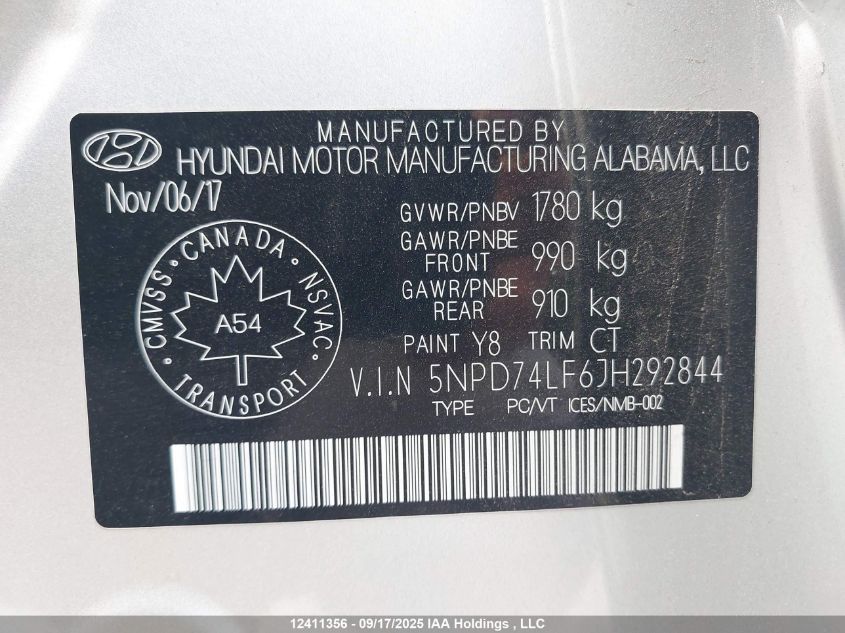 MANUFACTURED BY
HYUNDAI MOTOR MANUFACTURING ALABAMA, LLC
Nov/06/17
GVWR/PNBV 1780 kg
GAWR/PNBE FRONT 990 kg
GAWR/PNBE REAR 910 kg
PAINT Y8 TRIM CT
V.I.N 5NPD74LF6JH292844
TYPE PC/VT ICES/NMB-002
CMVSS · CANADA · NSVAC
A54
TRANSPORT
12411356 - 09/17/2025 IAA Holdings , LLC